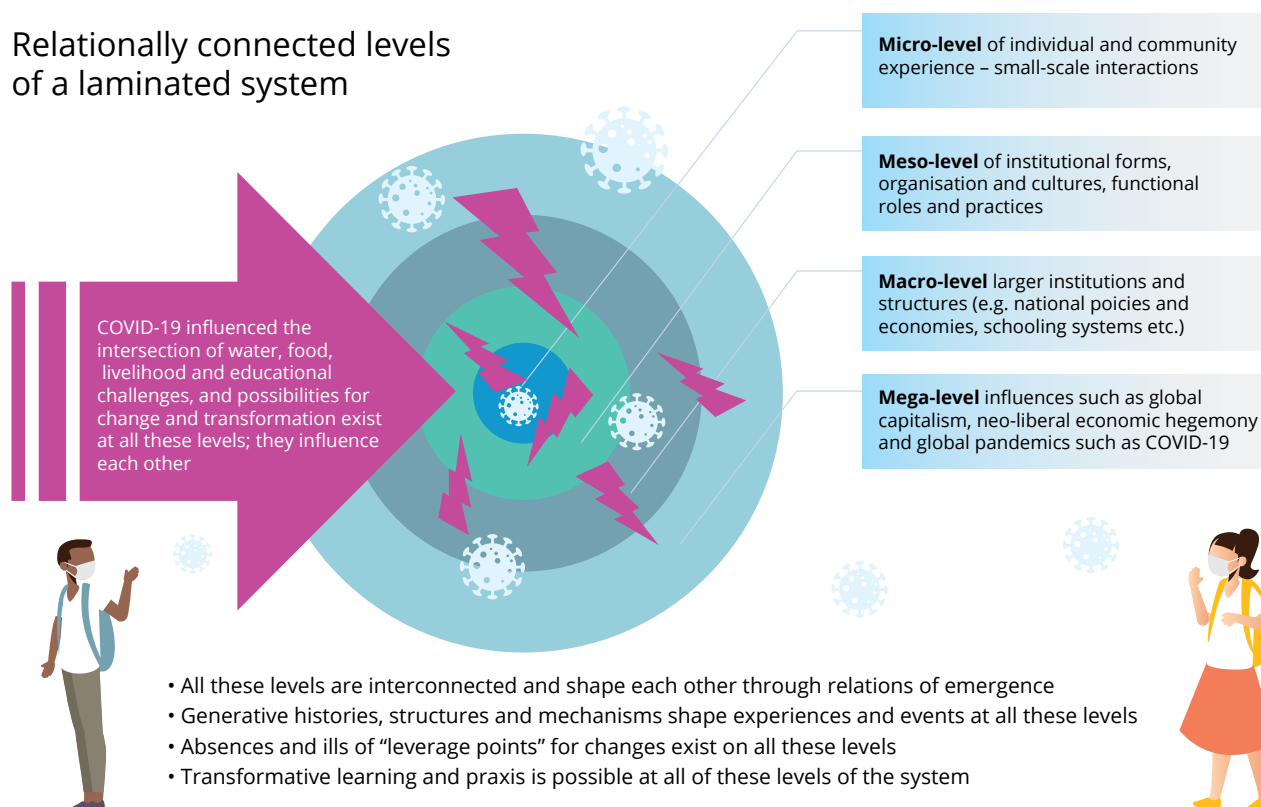 Relationally connected levels
of a laminated system
Micro-level of individual and community
experience – small-scale interactions
Meso-level of institutional forms,
organisation and cultures, functional
roles and practices
Macro-level larger institutions and
structures (e.g. national poicies and
economies, schooling systems etc.)
Mega-level influences such as global
capitalism, neo-liberal economic hegemony
and global pandemics such as COVID-19
COVID-19 influenced the
intersection of water, food,
livelihood and educational
challenges, and possibilities for
change and transformation exist
at all these levels; they influence
each other
• All these levels are interconnected and shape each other through relations of emergence
• Generative histories, structures and mechanisms shape experiences and events at all these levels
• Absences and ills of “leverage points” for changes exist on all these levels
• Transformative learning and praxis is possible at all of these levels of the system